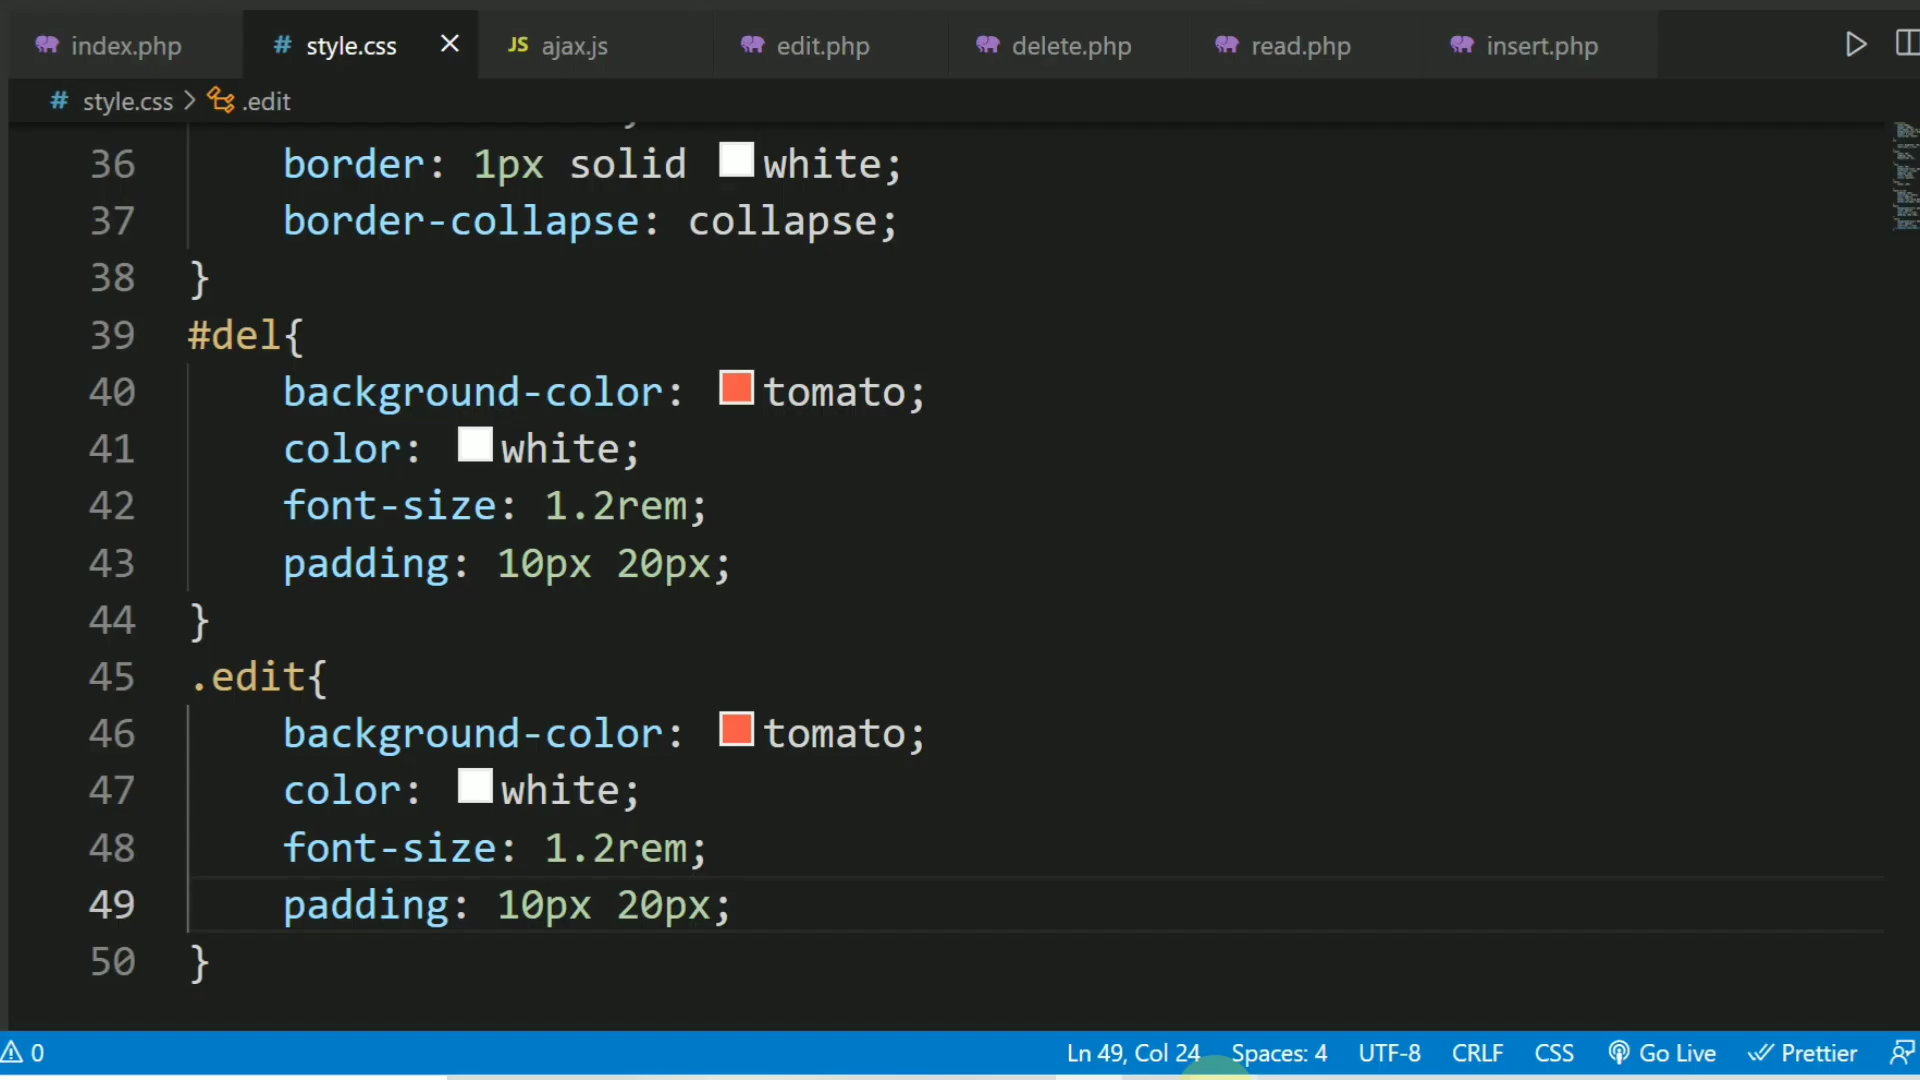 index.php
# style.css
JS ajax.js
edit.php
delete.php
read.php
insert.php
# style.css > .edit
36 border: 1px solid white;
37 border-collapse: collapse;
38 }
39 #del{
40 background-color: tomato;
41 color: white;
42 font-size: 1.2rem;
43 padding: 10px 20px;
44 }
45 .edit{
46 background-color: tomato;
47 color: white;
48 font-size: 1.2rem;
49 padding: 10px 20px;
50 }
0 Ln 49, Col 24 Spaces: 4 UTF-8 CRLF CSS Go Live Prettier